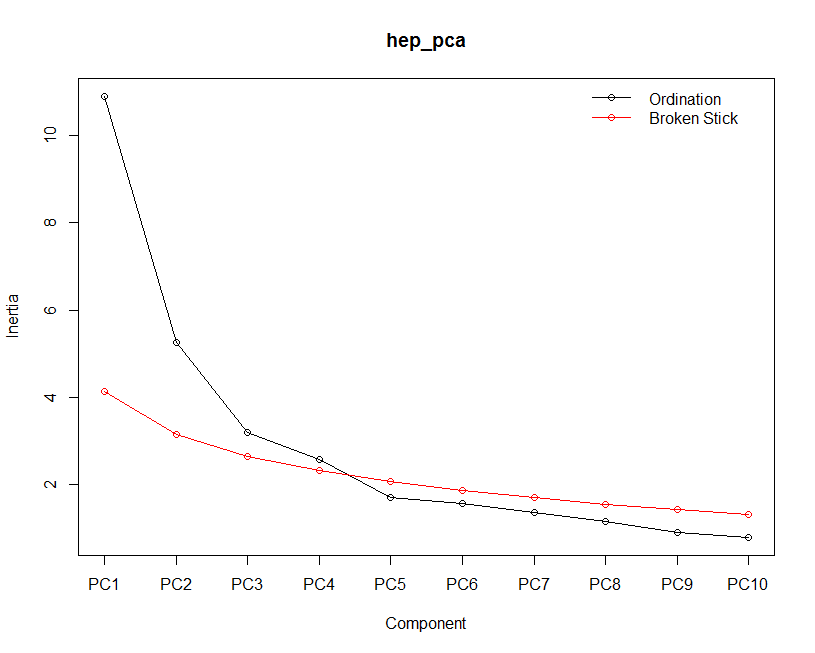 hep_pca
Ordination
Broken Stick
10
8
6
4
2
Inertia
PC1 PC2 PC3 PC4 PC5 PC6 PC7 PC8 PC9 PC10
Component